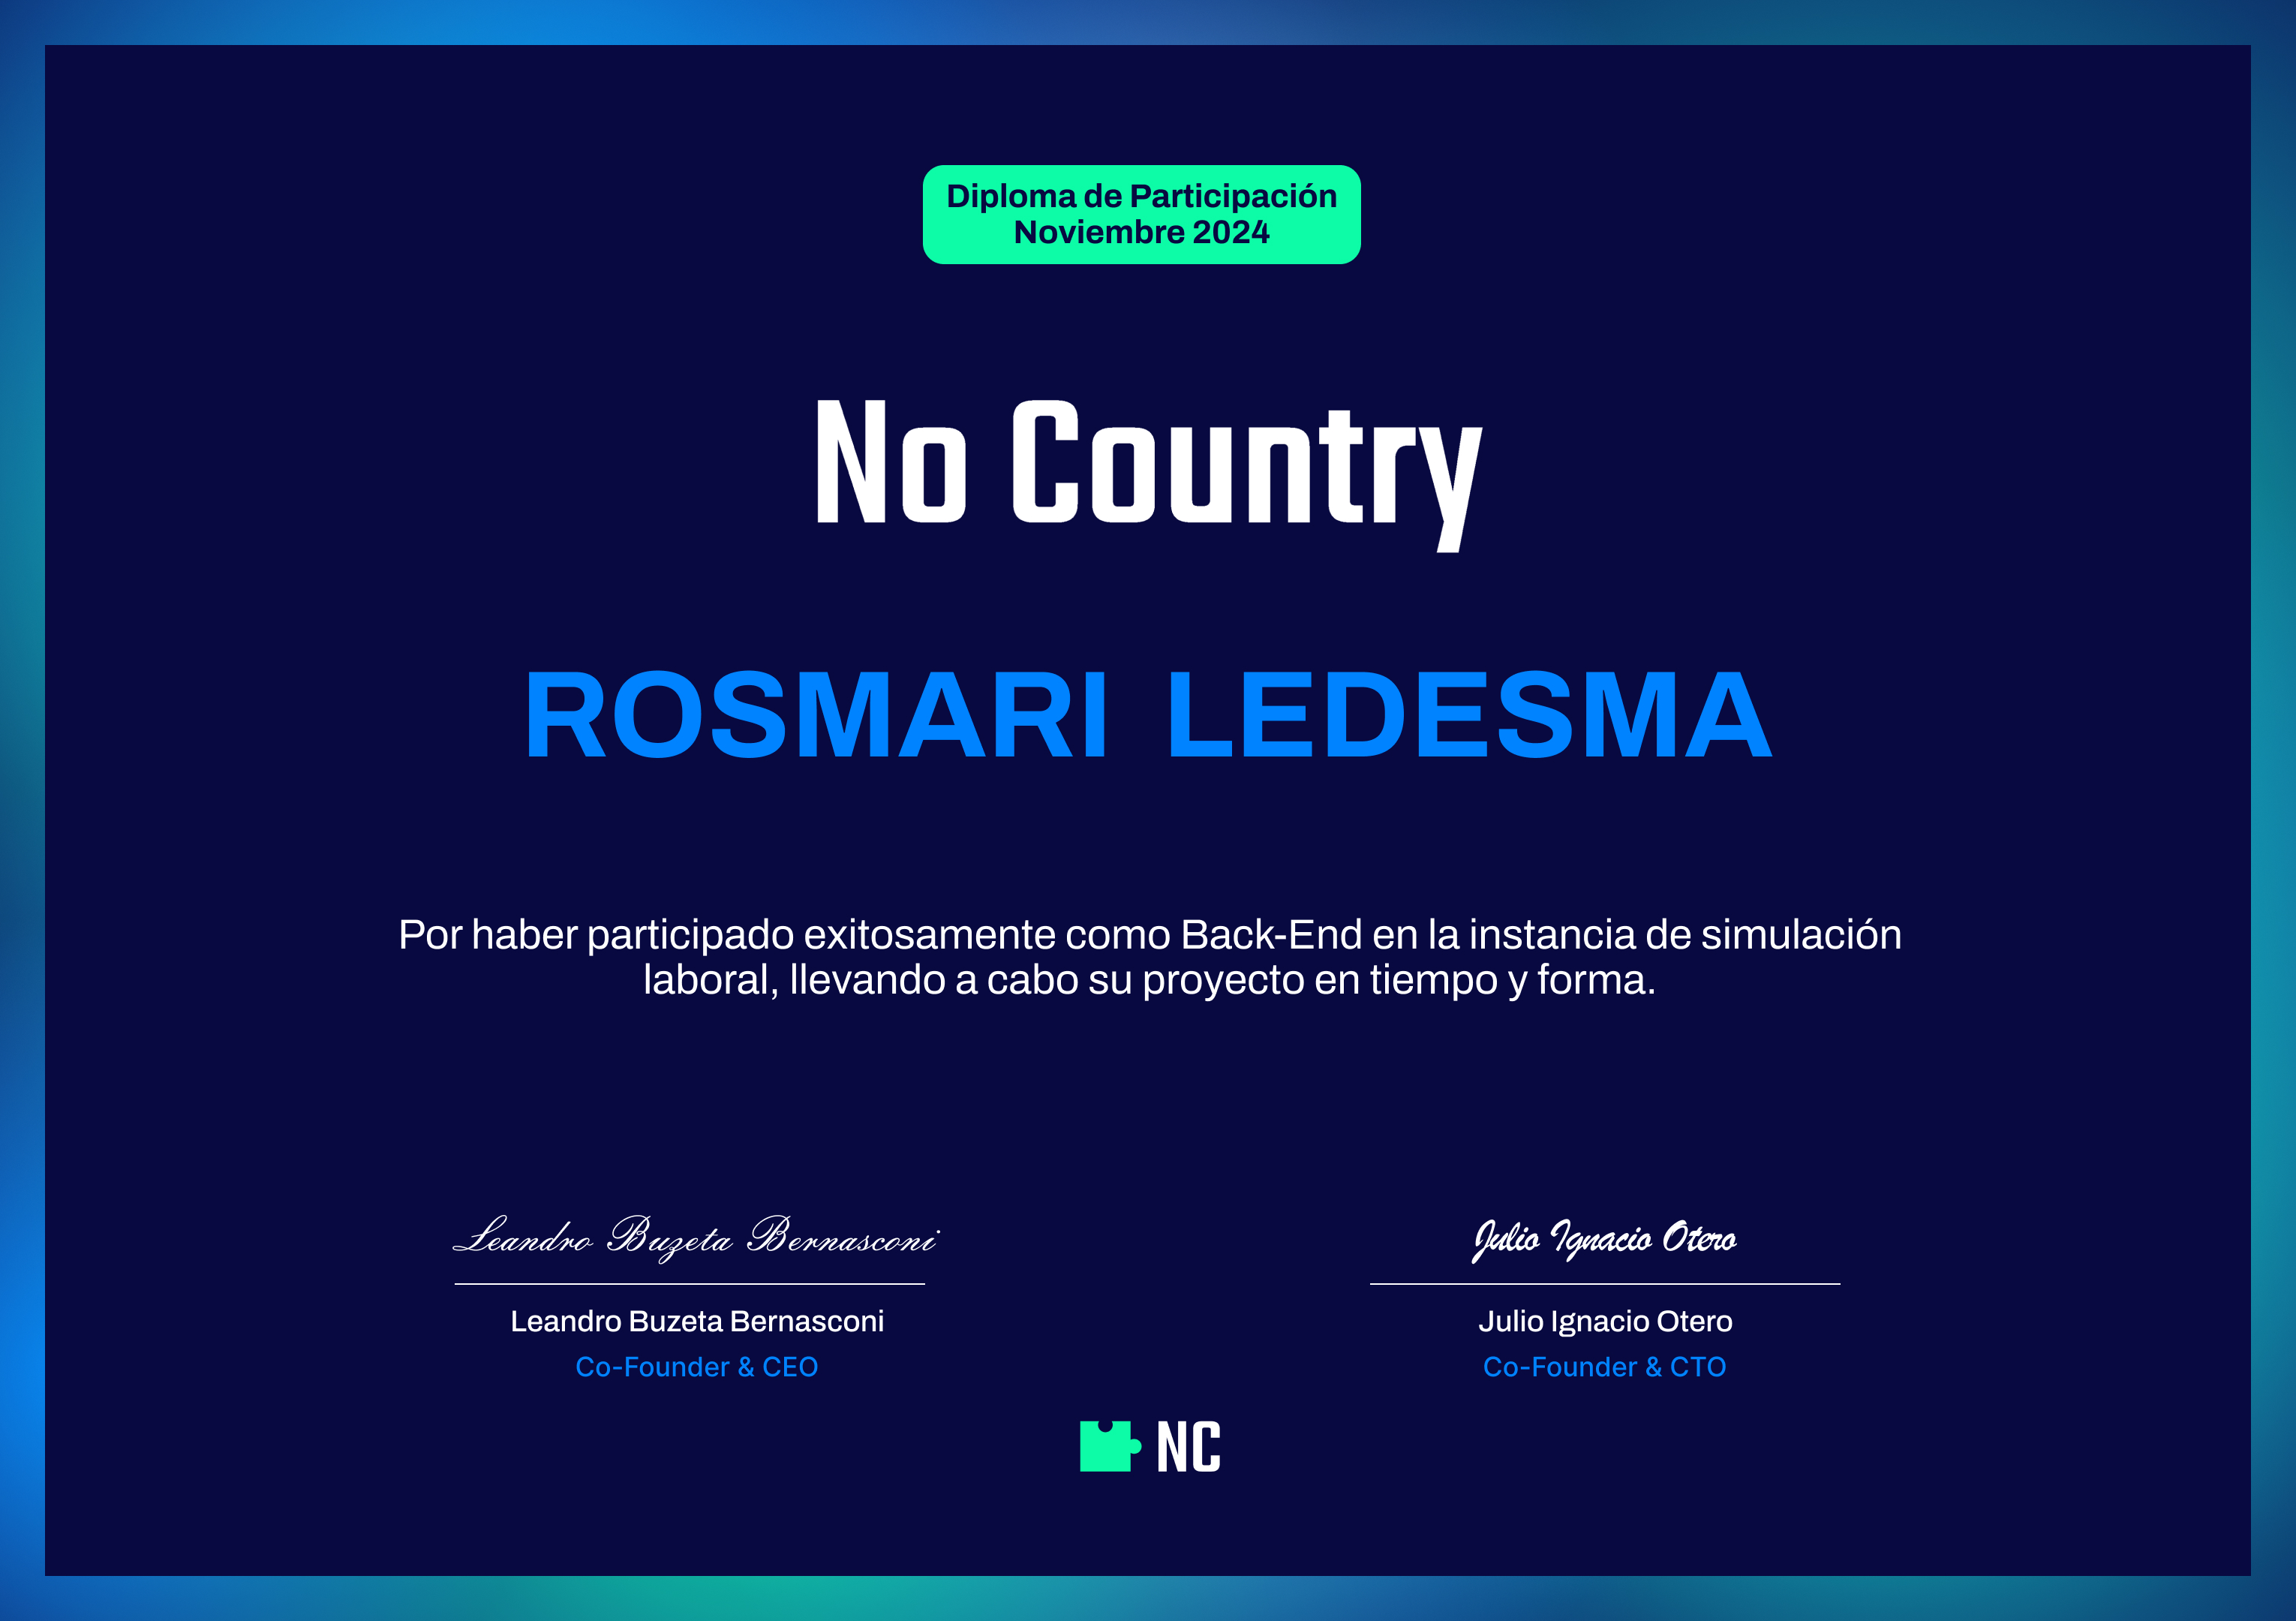 Diploma de Participación
Noviembre 2024
No Country
ROSMARI LEDESMA
Por haber participado exitosamente como Back-End en la instancia de simulación
laboral, llevando a cabo su proyecto en tiempo y forma.
Leandro Buzeta Bernasconi
Leandro Buzeta Bernasconi
Co-Founder & CEO
Julio Ignacio Otero
Julio Ignacio Otero
Co-Founder & CTO
NC